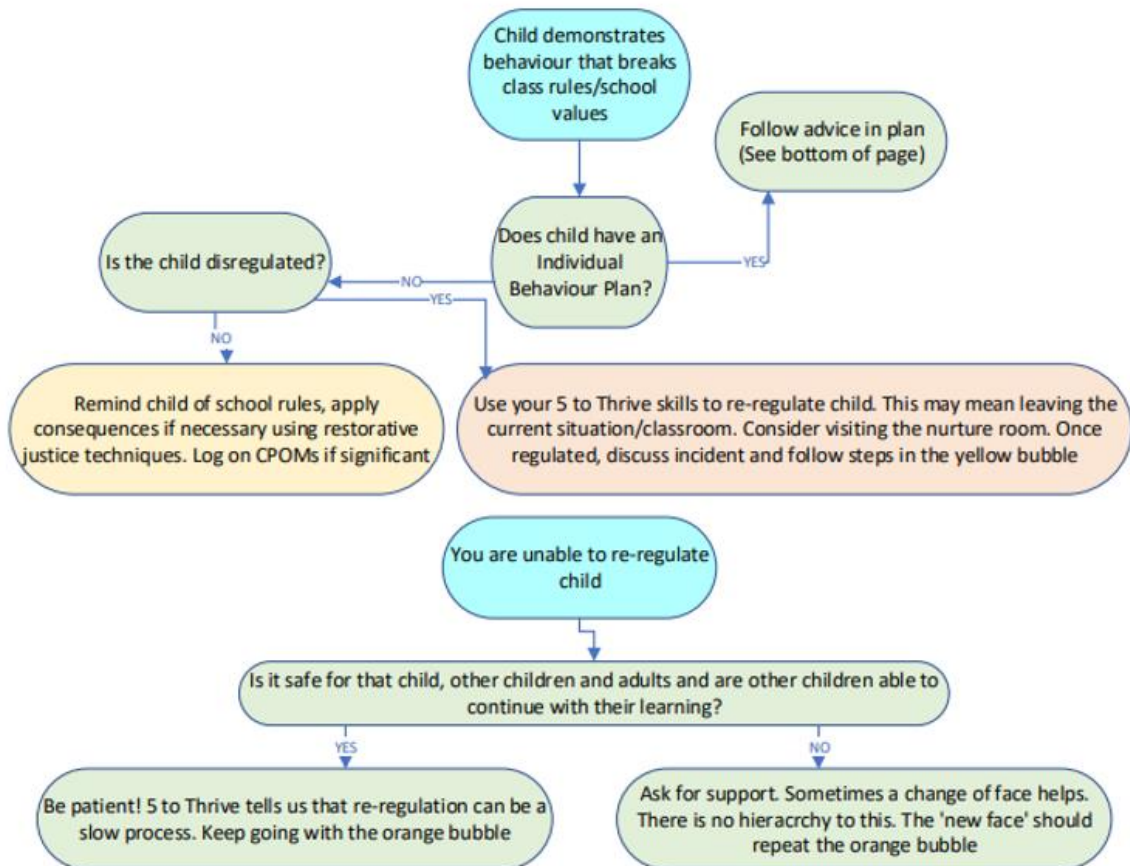 Child demonstrates
behaviour that breaks
class rules/school
values
Follow advice in plan
(See bottom of page)
Does child have an
Individual
Behaviour Plan?
YES
Is the child disregulated?
NO
YES
NO
Remind child of school rules, apply
consequences if necessary using restorative
justice techniques. Log on CPOMs if significant
Use your 5 to Thrive skills to re-regulate child. This may mean leaving the
current situation/classroom. Consider visiting the nurture room. Once
regulated, discuss incident and follow steps in the yellow bubble
You are unable to re-regulate
child
Is it safe for that child, other children and adults and are other children able to
continue with their learning?
YES
NO
Be patient! 5 to Thrive tells us that re-regulation can be a
slow process. Keep going with the orange bubble
Ask for support. Sometimes a change of face helps.
There is no hieracrchy to this. The 'new face' should
repeat the orange bubble